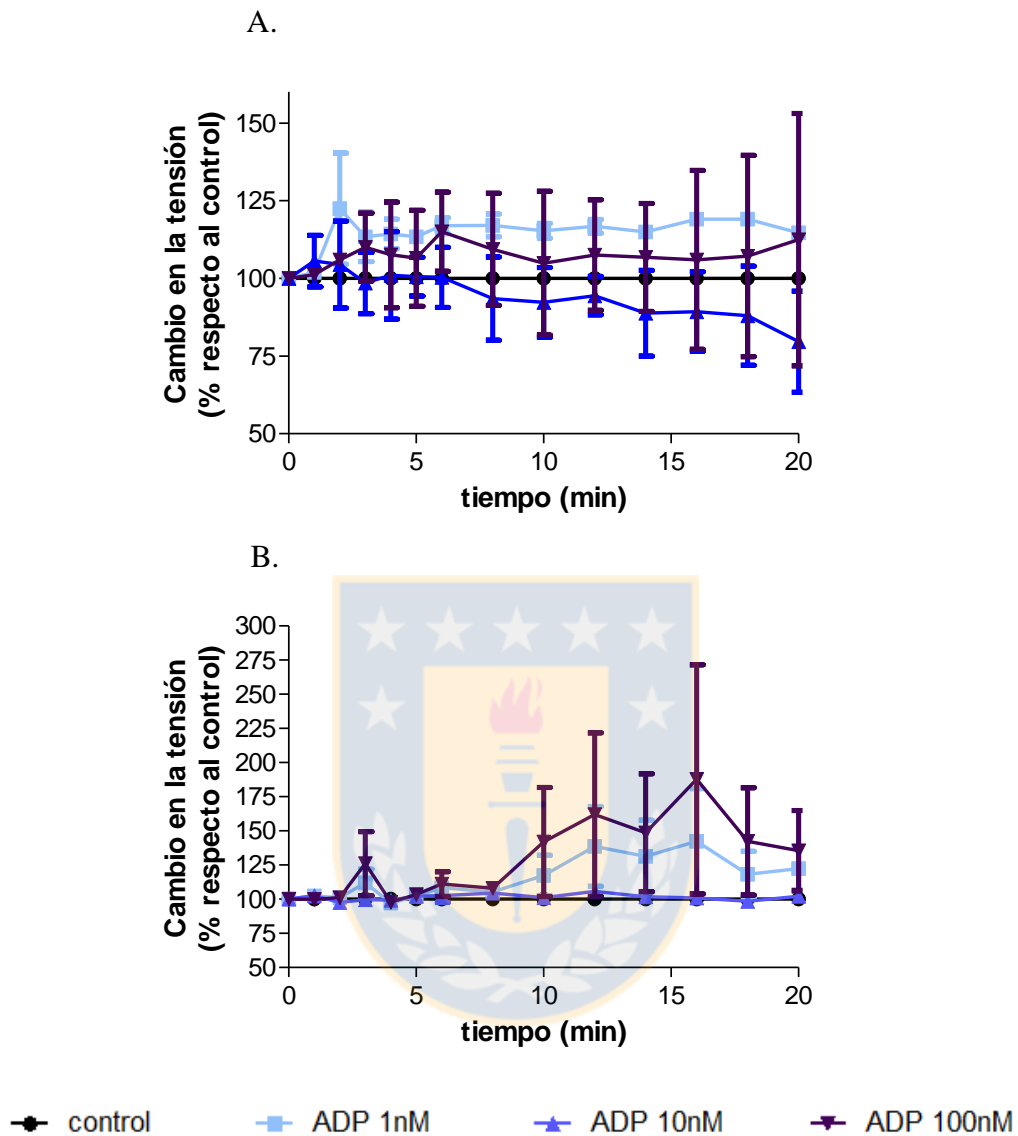 A.
Cambio en la tensión
(% respecto al control)
150
125
100
75
50
0 5 10 15 20
tiempo (min)
B.
Cambio en la tensión
(% respecto al control)
300
275
250
225
200
175
150
125
100
75
50
0 5 10 15 20
tiempo (min)
control ADP 1nM ADP 10nM ADP 100nM